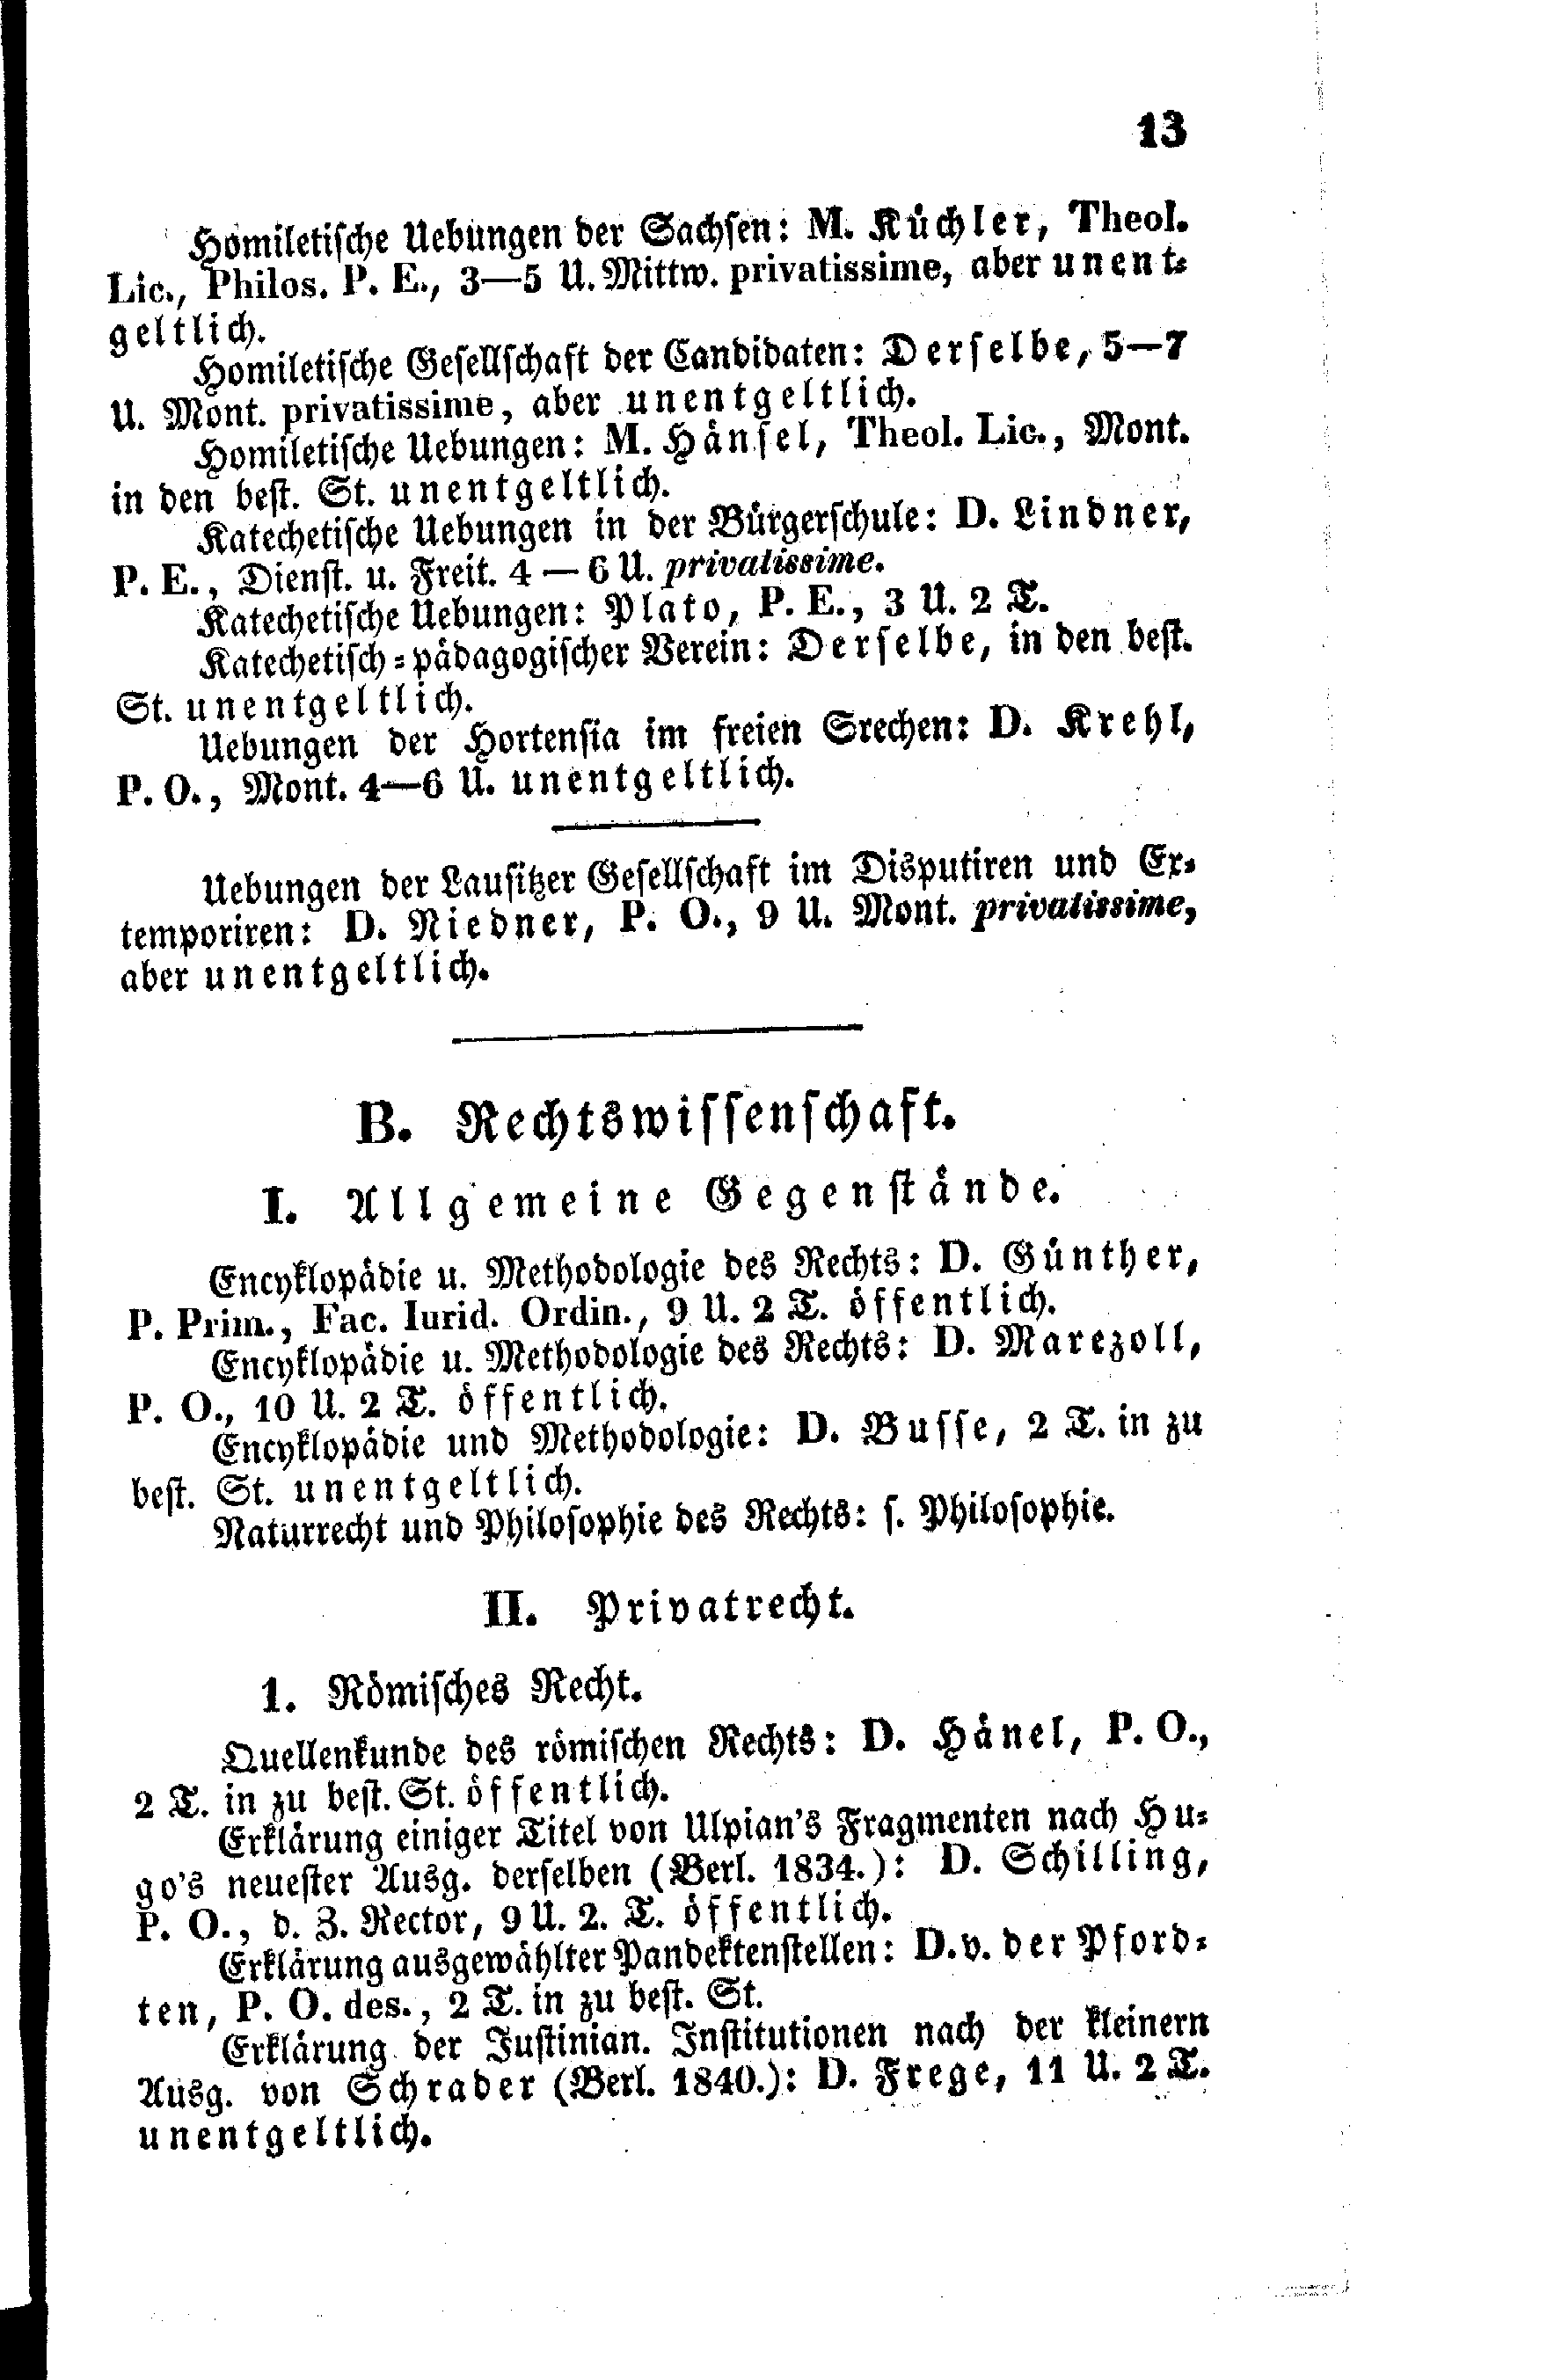 13
Homiletische Uebungen der Sachsen: M. Küchler, Theol.
Lic., Philos. P. E., 3—5 U. Mittw. privatissime, aber unent-
geltlich.
Homiletische Gesellschaft der Candidaten: Derselbe, 5—7
U. Mont. privatissime, aber unentgeltlich.
Homiletische Uebungen: M. Hänsel, Theol. Lic., Mont.
in den best. St. unentgeltlich.
Katechetische Uebungen in der Bürgerschule: D. Lindner,
P. E., Dienst. u. Freit. 4 — 6 U. privatissime.
Katechetische Uebungen: Plato, P. E., 3 U. 2 T.
Katechetisch-pädagogischer Verein: Derselbe, in den best.
St. unentgeltlich.
Uebungen der Hortensia im freien Srechen: D. Krehl,
P. O., Mont. 4—6 U. unentgeltlich.
Uebungen der Lausitzer Gesellschaft im Disputiren und Ex-
temporiren: D. Niedner, P. O., 9 U. Mont. privatissime,
aber unentgeltlich.
B. Rechtswissenschaft.
I. Allgemeine Gegenstände.
Encyklopädie u. Methodologie des Rechts: D. Günther,
P. Prim., Fac. Iurid. Ordin., 9 U. 2 T. öffentlich.
Encyklopädie u. Methodologie des Rechts: D. Marezoll,
P. O., 10 U. 2 T. öffentlich.
Encyklopädie und Methodologie: D. Busse, 2 T. in zu
best. St. unentgeltlich.
Naturrecht und Philosophie des Rechts: s. Philosophie.
II. Privatrecht.
1. Römisches Recht.
Quellenkunde des römischen Rechts: D. Hänel, P. O.,
2 T. in zu best. St. öffentlich.
Erklärung einiger Titel von Ulpian's Fragmenten nach Hu-
go's neuester Ausg. derselben (Berl. 1834.): D. Schilling,
P. O., d. Z. Rector, 9 U. 2. T. öffentlich.
Erklärung ausgewählter Pandektenstellen: D. v. der Pford-
ten, P. O. des., 2 T. in zu best. St.
Erklärung der Justinian. Institutionen nach der kleinern
Ausg. von Schrader (Berl. 1840.): D. Frege, 11 U. 2 T.
unentgeltlich.